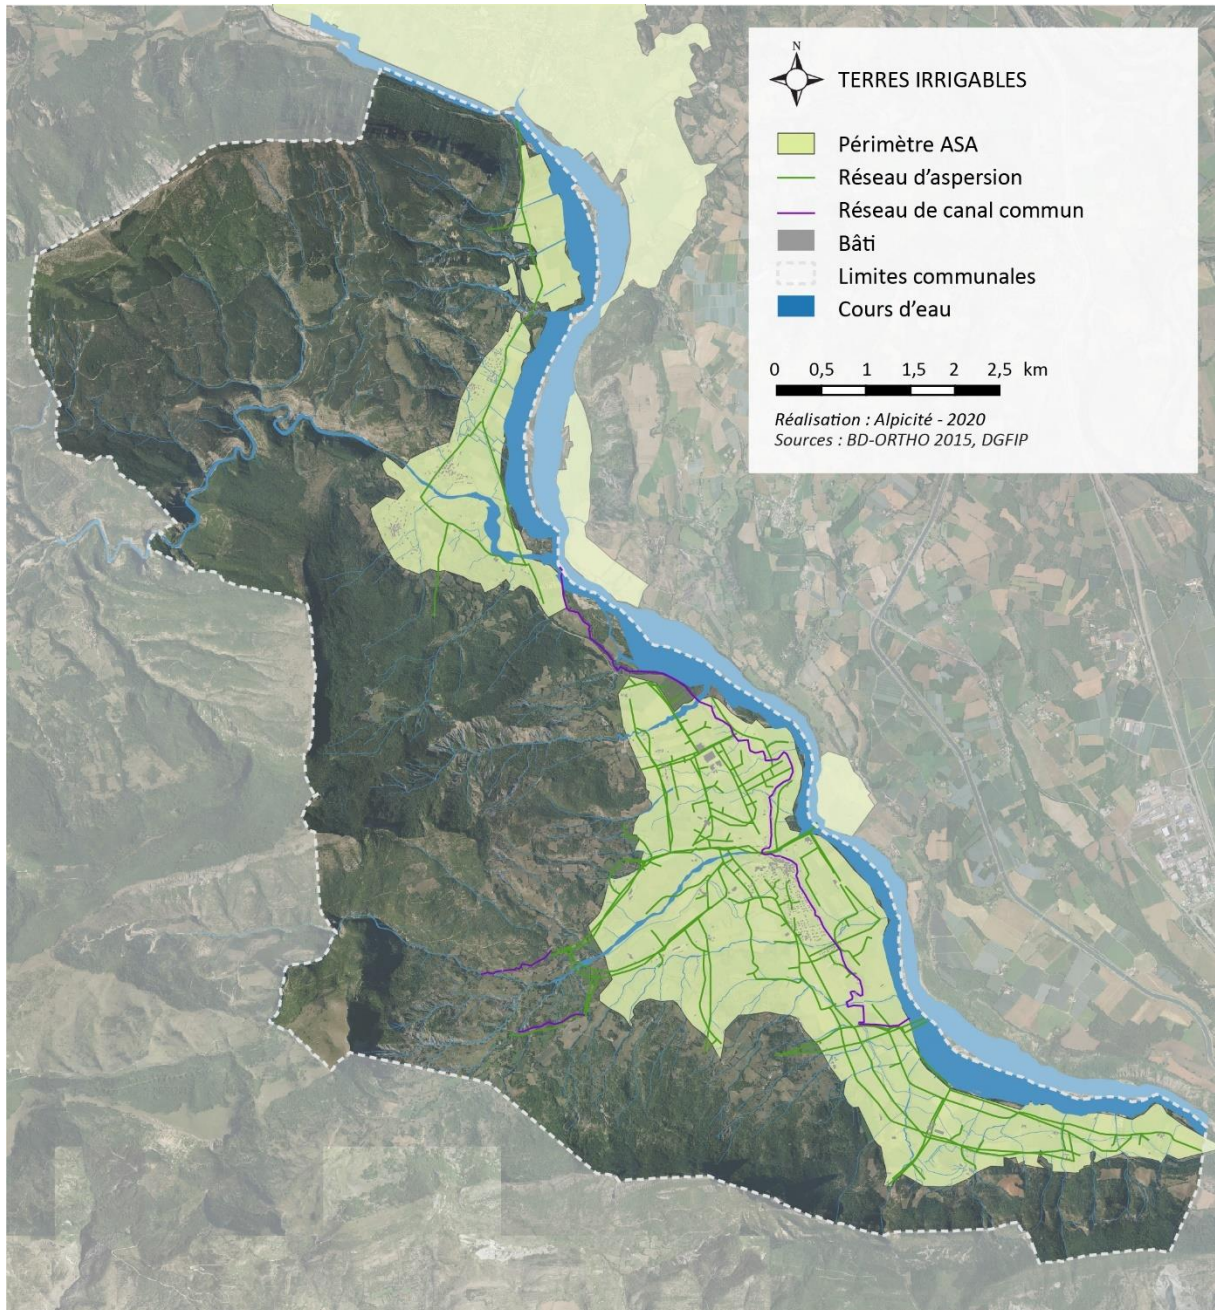 N
TERRES IRRIGABLES
Périmètre ASA
Réseau d'aspersion
Réseau de canal commun
Bâti
Limites communales
Cours d'eau
0 0,5 1 1,5 2 2,5 km
Réalisation : Alpicité - 2020
Sources : BD-ORTHO 2015, DGFIP